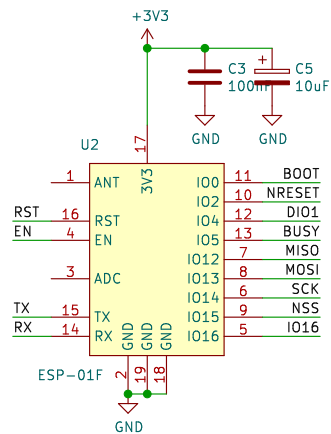 +3V3
C3
100nF
C5
10uF
+
GND
GND
U2
17
3V3
1
ANT
IO0
11
BOOT
IO2
10
NRESET
RST
16
RST
IO4
12
DIO1
EN
4
EN
IO5
13
BUSY
IO12
7
MISO
3
ADC
IO13
8
MOSI
IO14
6
SCK
TX
15
TX
IO15
9
NSS
RX
14
RX
IO16
5
IO16
GND
GND
GND
ESP-01F
2
19
18
GND